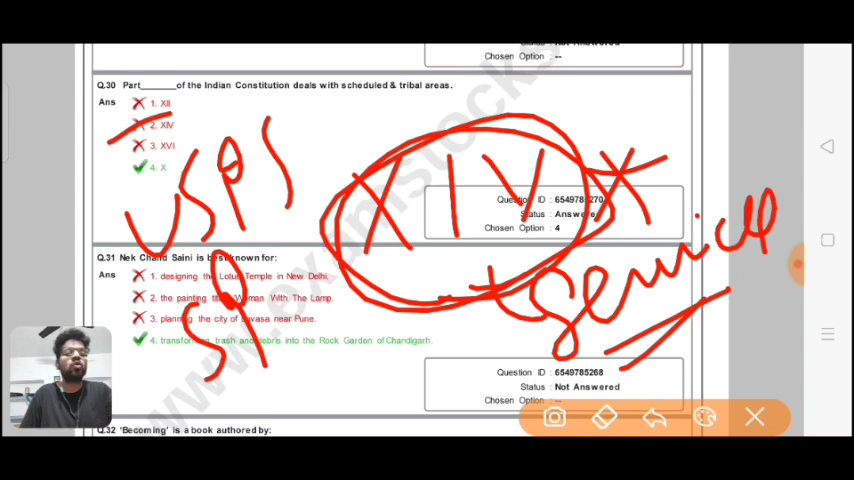 Chosen Option : --
Q.30 Part______of the Indian Constitution deals with scheduled & tribal areas.
Ans 1. XII
2. XIV
3. XVI
4. X
Question ID : 6549785270
Status : Answered
Chosen Option : 4
USPS
XIV
Service
SP
Q.31 Nek Chand Saini is best known for:
Ans 1. designing the Lotus Temple in New Delhi.
2. the painting titled Woman With The Lamp.
3. planning the city of Lavasa near Pune.
4. transforming trash and debris into the Rock Garden of Chandigarh.
Question ID : 6549785268
Status : Not Answered
Chosen Option : --
Q.32 'Becoming' is a book authored by:
www.examstocks